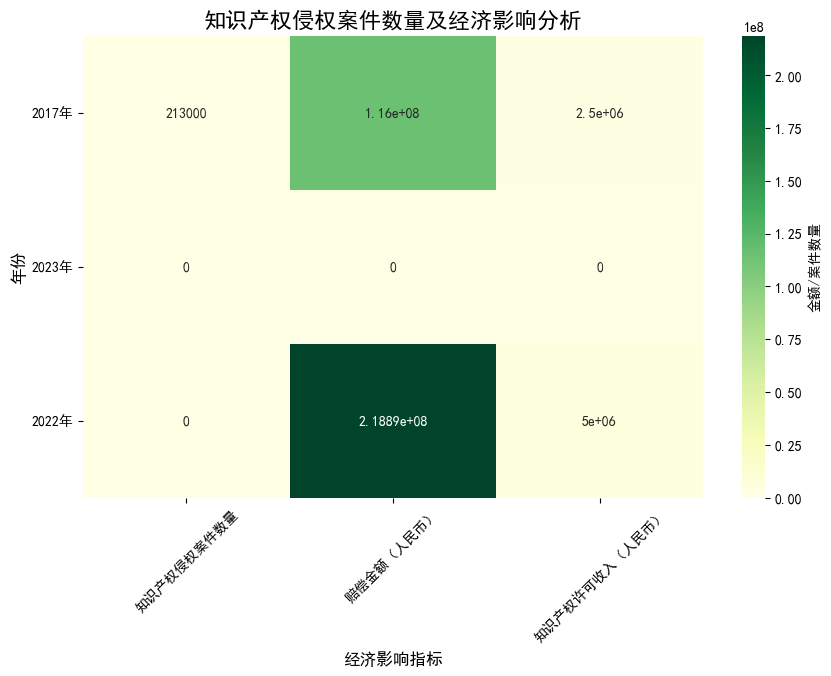 知识产权侵权案件数量及经济影响分析
1e8
2017年
213000
1.16e+08
2.5e+06
2023年
0
0
0
2022年
0
2.1889e+08
5e+06
年份
知识产权侵权案件数量
赔偿金额（人民币）
知识产权许可收入（人民币）
经济影响指标
2.00
1.75
1.50
1.25
1.00
0.75
0.50
0.25
0.00
金额/案件数量